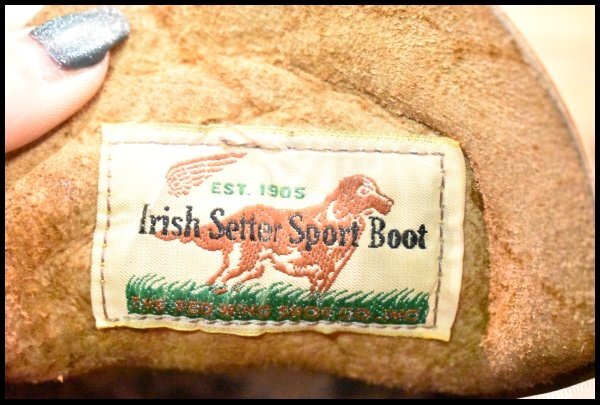 EST. 1905
Irish Setter Sport Boot
THE RED WING SHOE CO., INC.